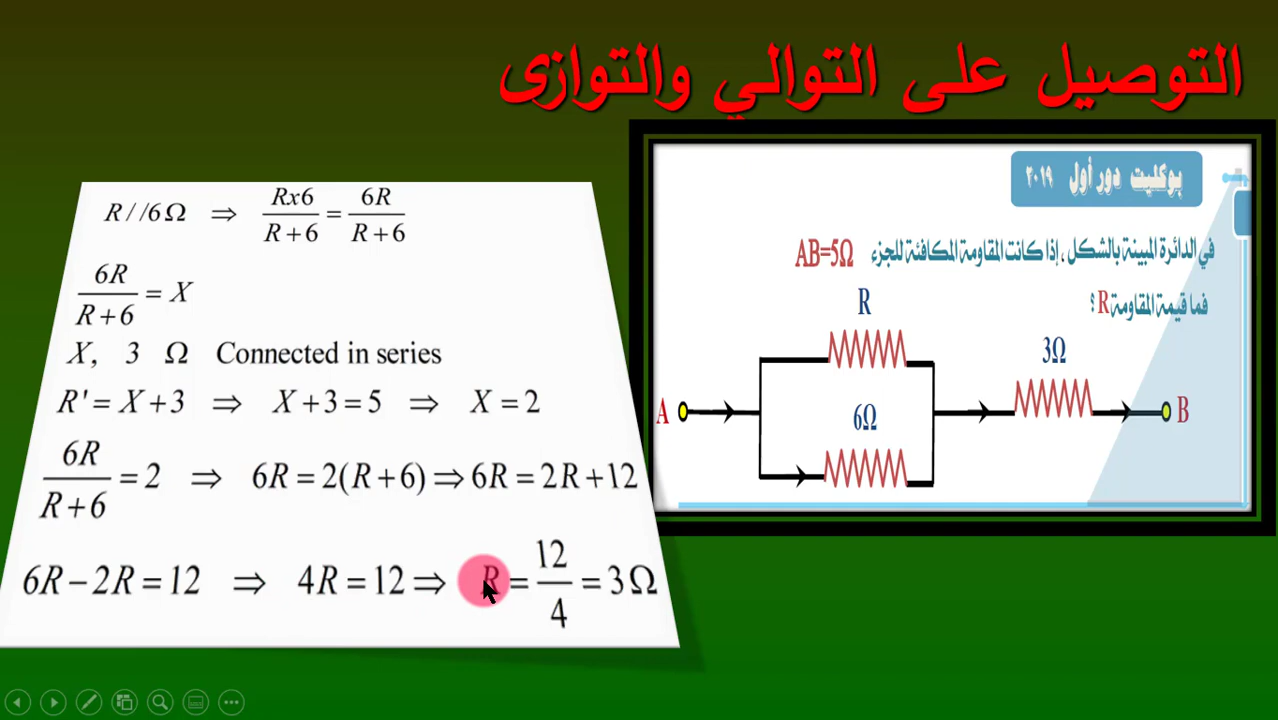 التوصيل على التوالي والتوازى
بوكليت دور أول ٢٠١٩
في الدائرة المبينة بالشكل ، إذا كانت المقاومة المكافئة للجزء AB=5Ω
فما قيمة المقاومة R ؟
R
3Ω
A
6Ω
B
R//6Ω ⇒ Rx6/R+6 = 6R/R+6
6R/R+6 = X
X, 3 Ω Connected in series
R'= X+3 ⇒ X+3=5 ⇒ X=2
6R/R+6 = 2 ⇒ 6R=2(R+6)⇒6R=2R+12
6R−2R=12 ⇒ 4R=12⇒ R=12/4=3Ω